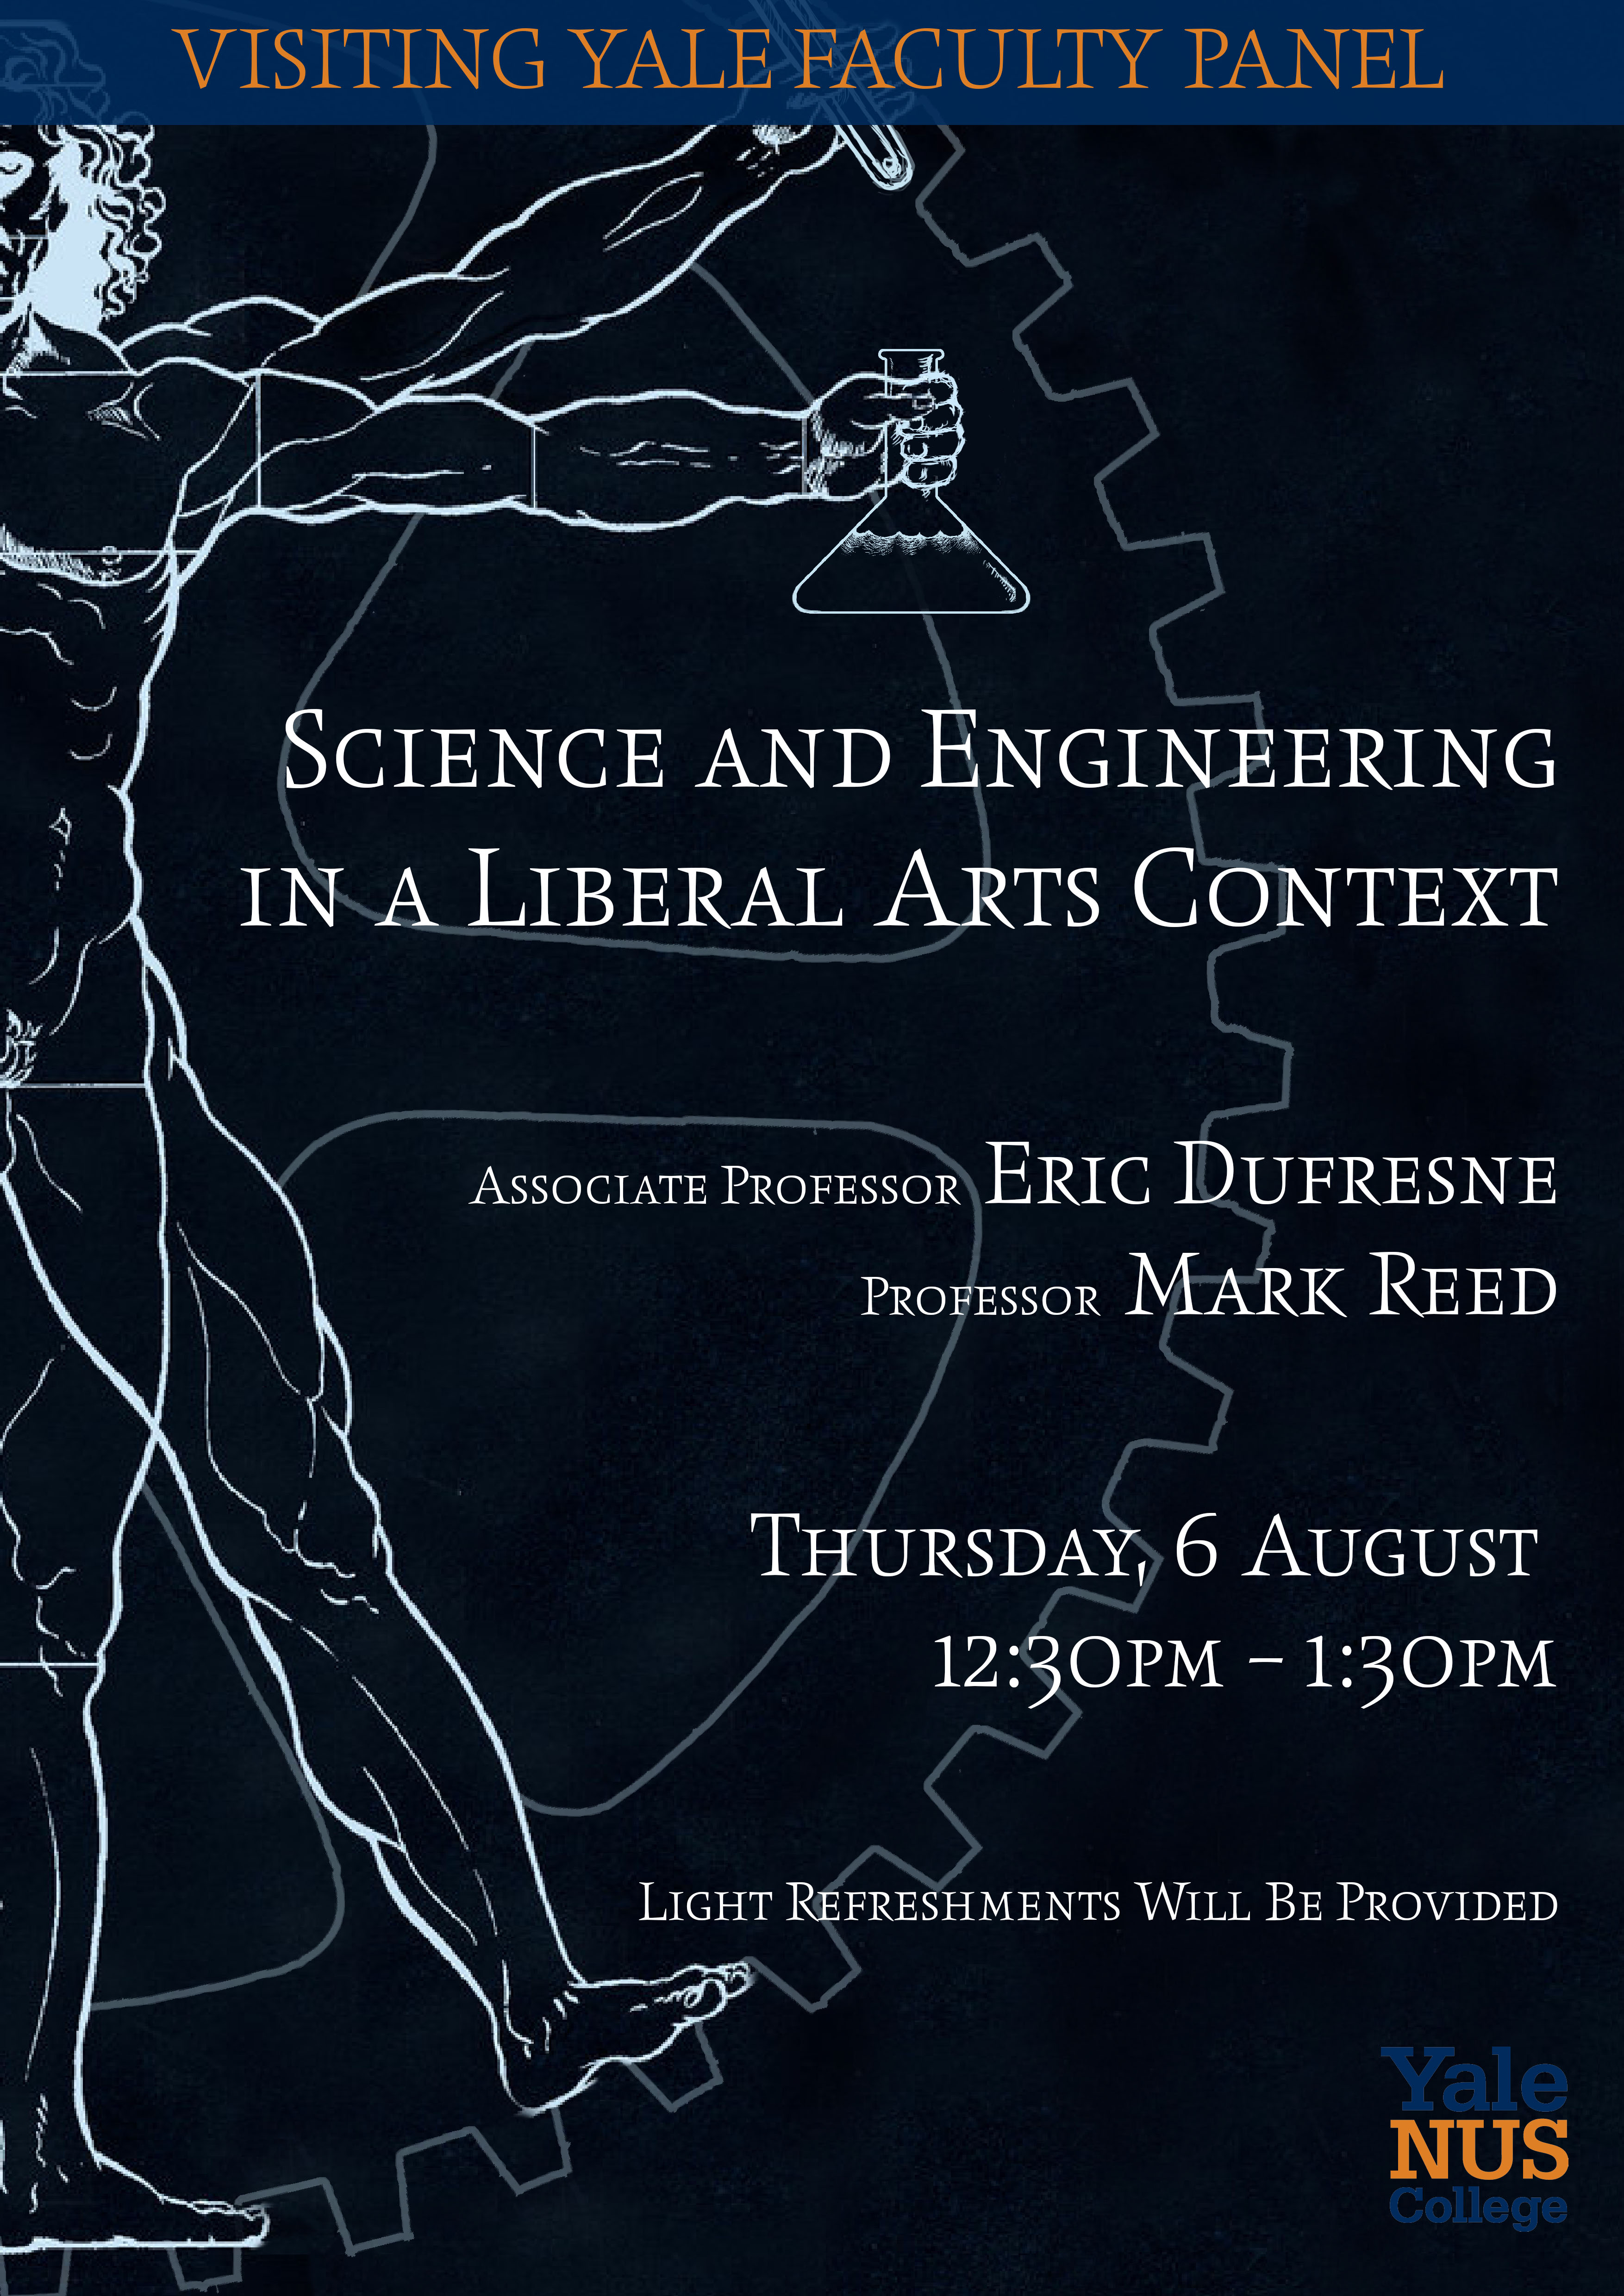 VISITING YALE FACULTY PANEL
SCIENCE AND ENGINEERING
IN A LIBERAL ARTS CONTEXT
ASSOCIATE PROFESSOR ERIC DUFRESNE
PROFESSOR MARK REED
THURSDAY, 6 AUGUST
12:30PM – 1:30PM
LIGHT REFRESHMENTS WILL BE PROVIDED
Yale
NUS
College